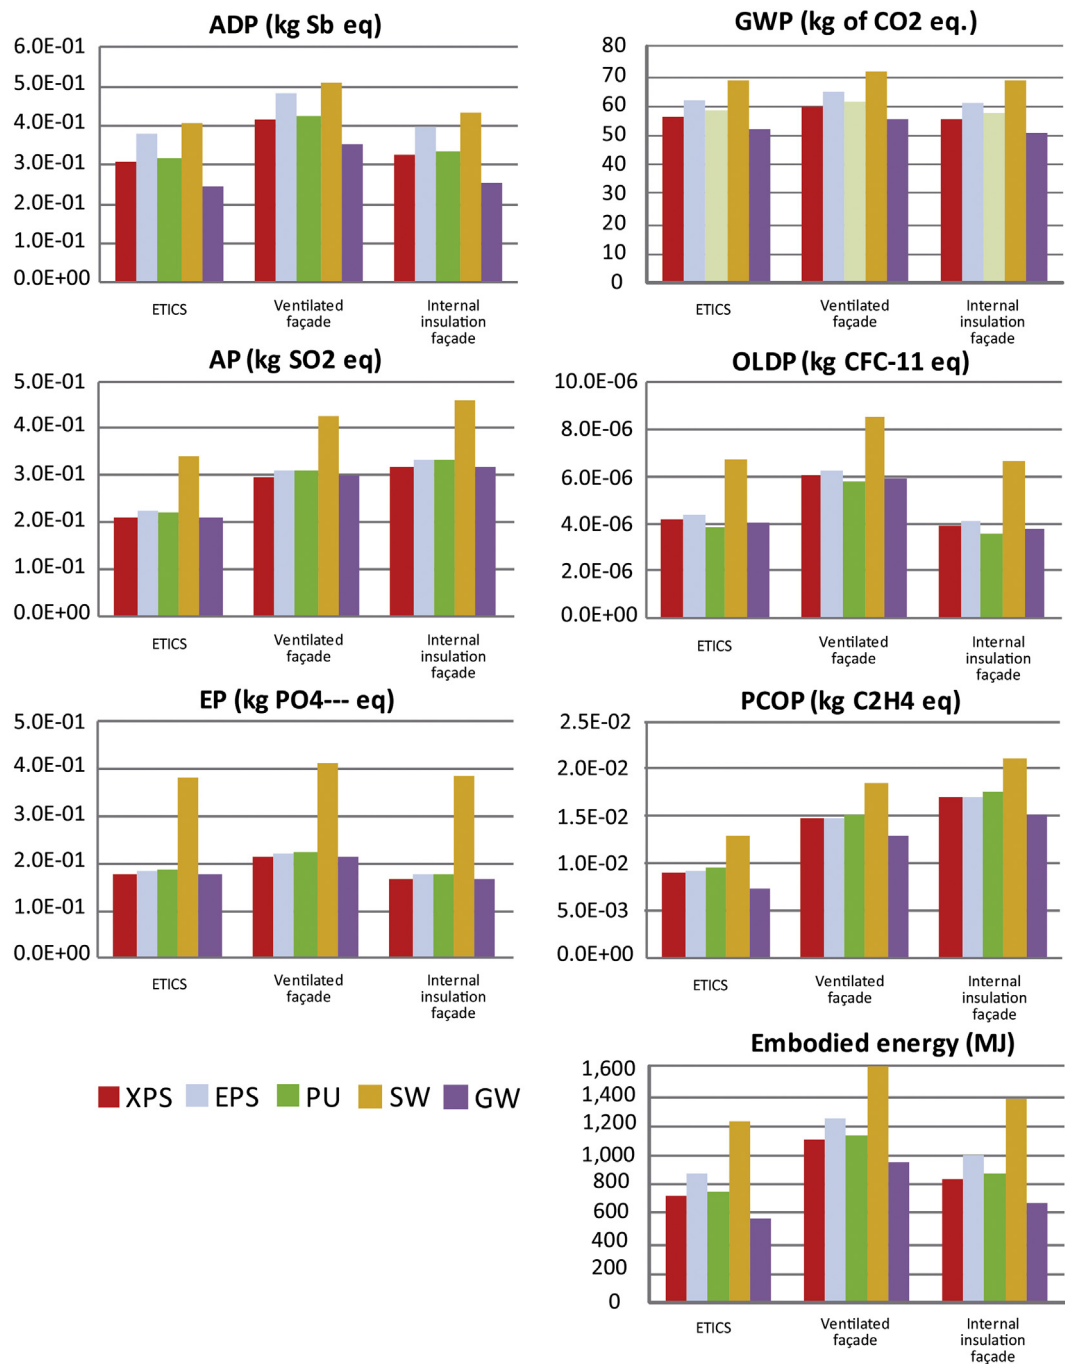 ADP (kg Sb eq)
6.0E-01
5.0E-01
4.0E-01
3.0E-01
2.0E-01
1.0E-01
0.0E+00
ETICS
Ventilated
façade
Internal
insulation
façade
GWP (kg of CO2 eq.)
80
70
60
50
40
30
20
10
0
ETICS
Ventilated
façade
Internal
insulation
façade
AP (kg SO2 eq)
5.0E-01
4.0E-01
3.0E-01
2.0E-01
1.0E-01
0.0E+00
ETICS
Ventilated
façade
Internal
insulation
façade
OLDP (kg CFC-11 eq)
10.0E-06
8.0E-06
6.0E-06
4.0E-06
2.0E-06
0.0E+00
ETICS
Ventilated
façade
Internal
insulation
façade
EP (kg PO4--- eq)
5.0E-01
4.0E-01
3.0E-01
2.0E-01
1.0E-01
0.0E+00
ETICS
Ventilated
façade
Internal
insulation
façade
PCOP (kg C2H4 eq)
2.5E-02
2.0E-02
1.5E-02
1.0E-02
5.0E-03
0.0E+00
ETICS
Ventilated
façade
Internal
insulation
façade
XPS EPS PU SW GW
Embodied energy (MJ)
1,600
1,400
1,200
1,000
800
600
400
200
0
ETICS
Ventilated
façade
Internal
insulation
façade